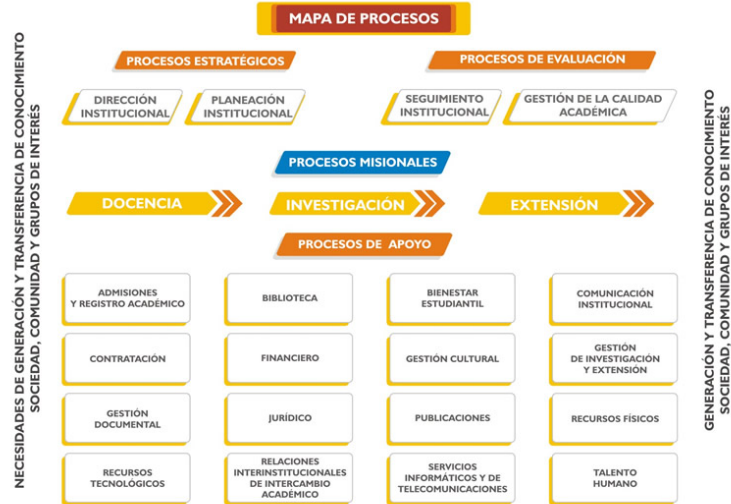 MAPA DE PROCESOS
PROCESOS ESTRATÉGICOS
PROCESOS DE EVALUACIÓN
DIRECCIÓN
INSTITUCIONAL
PLANEACIÓN
INSTITUCIONAL
SEGUIMIENTO
INSTITUCIONAL
GESTIÓN DE LA CALIDAD
ACADÉMICA
PROCESOS MISIONALES
DOCENCIA
INVESTIGACIÓN
EXTENSIÓN
PROCESOS DE APOYO
ADMISIONES
Y REGISTRO ACADÉMICO
BIBLIOTECA
BIENESTAR
ESTUDIANTIL
COMUNICACIÓN
INSTITUCIONAL
CONTRATACIÓN
FINANCIERO
GESTIÓN CULTURAL
GESTIÓN
DE INVESTIGACIÓN
Y EXTENSIÓN
GESTIÓN
DOCUMENTAL
JURÍDICO
PUBLICACIONES
RECURSOS FÍSICOS
RECURSOS
TECNOLÓGICOS
RELACIONES
INTERINSTITUCIONALES
DE INTERCAMBIO
ACADÉMICO
SERVICIOS
INFORMÁTICOS Y DE
TELECOMUNICACIONES
TALENTO
HUMANO
NECESIDADES DE GENERACIÓN Y TRANSFERENCIA DE CONOCIMIENTO
SOCIEDAD, COMUNIDAD Y GRUPOS DE INTERÉS
GENERACIÓN Y TRANSFERENCIA DE CONOCIMIENTO
SOCIEDAD, COMUNIDAD Y GRUPOS DE INTERÉS